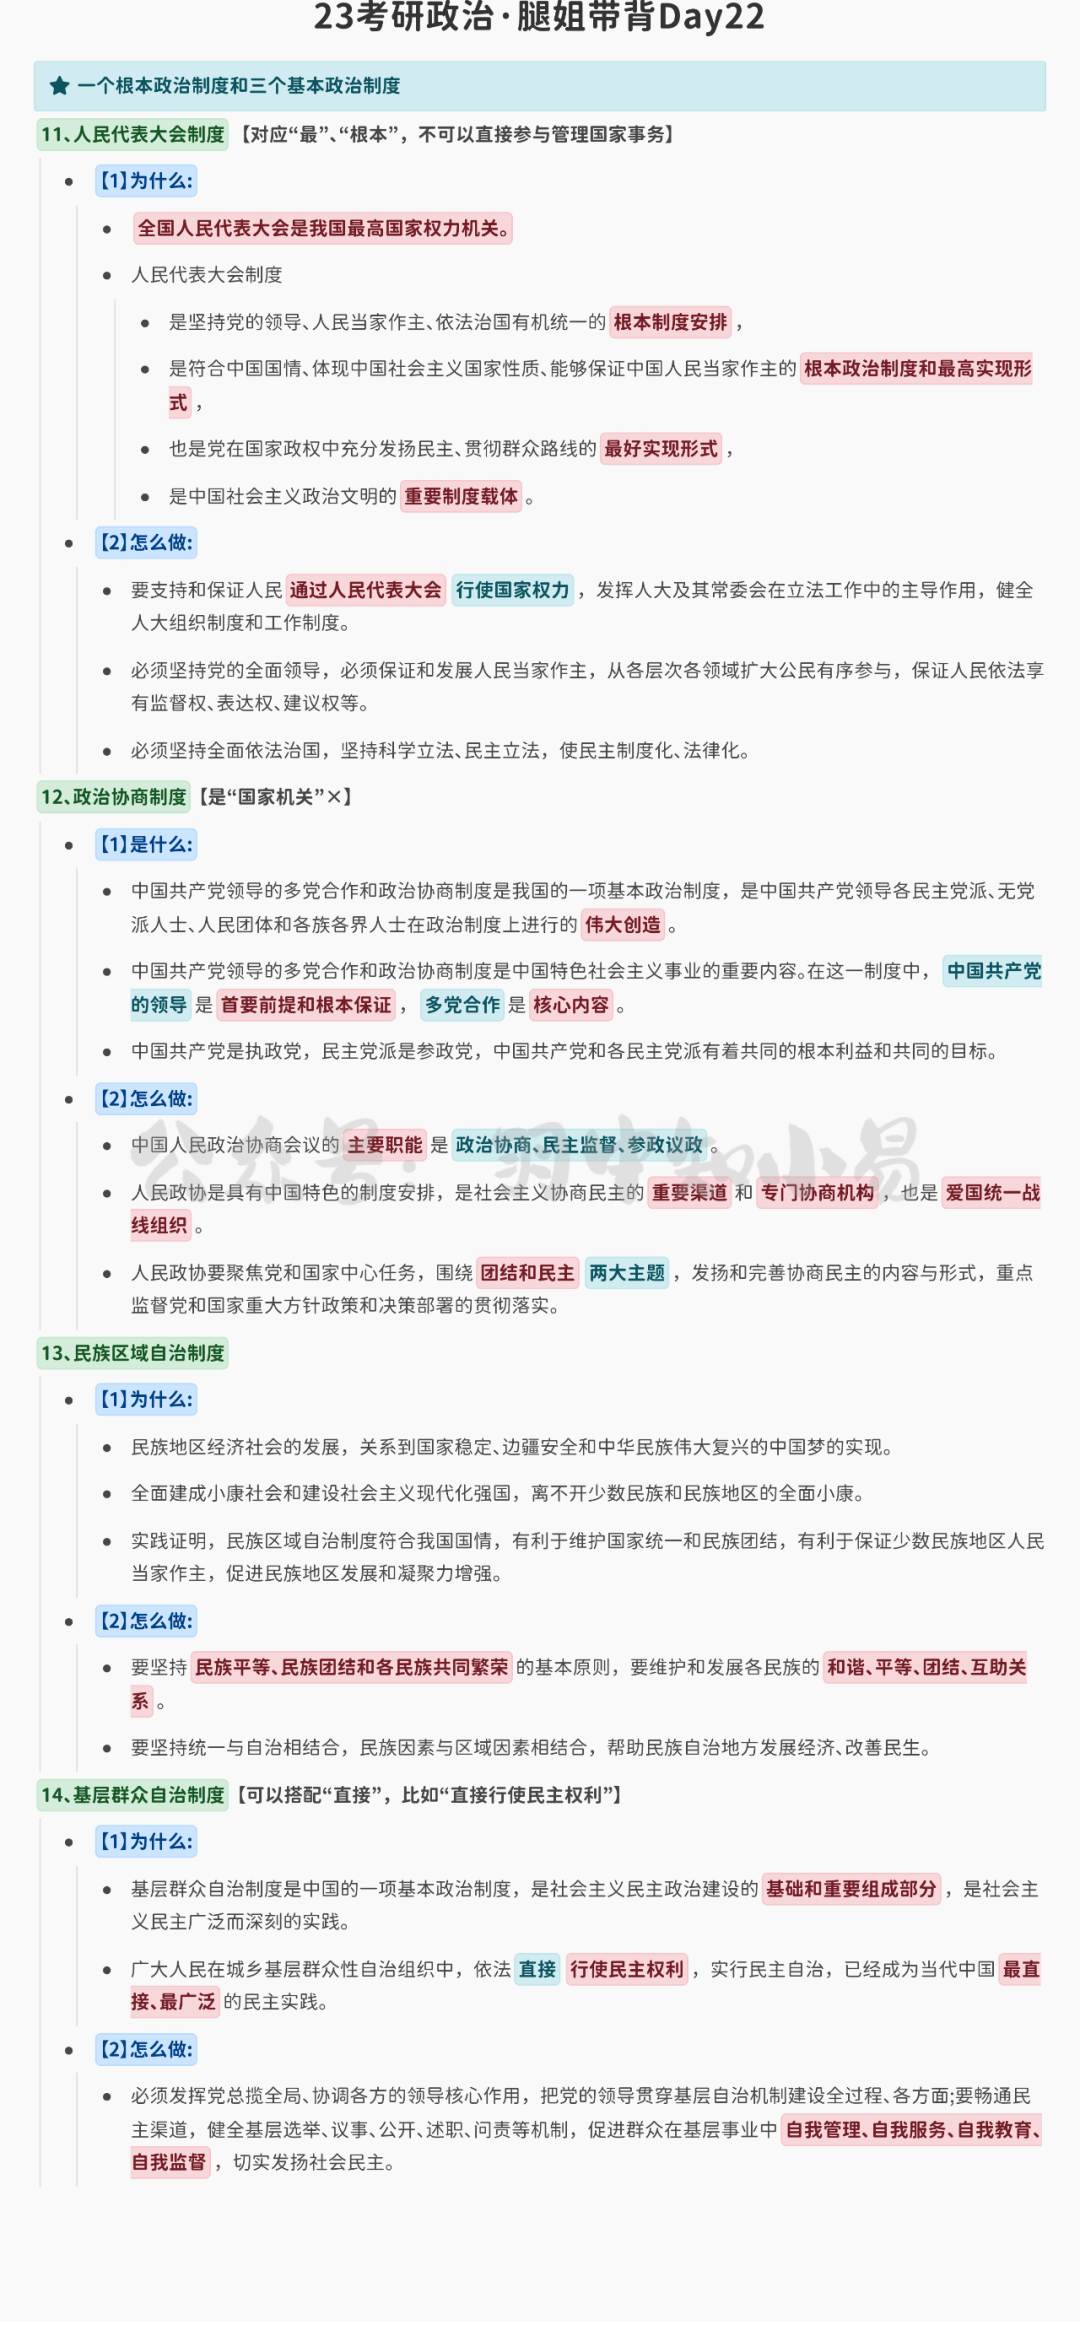 23考研政治·腿姐带背Day22
★ 一个根本政治制度和三个基本政治制度
11、人民代表大会制度【对应“最”、“根本”，不可以直接参与管理国家事务】
【1】为什么:
全国人民代表大会是我国最高国家权力机关。
人民代表大会制度
是坚持党的领导、人民当家作主、依法治国有机统一的 根本制度安排，
是符合中国国情、体现中国社会主义国家性质、能够保证中国人民当家作主的 根本政治制度和最高实现形
式，
也是党在国家政权中充分发扬民主、贯彻群众路线的 最好实现形式，
是中国社会主义政治文明的 重要制度载体。
【2】怎么做:
要支持和保证人民 通过人民代表大会 行使国家权力，发挥人大及其常委会在立法工作中的主导作用，健全
人大组织制度和工作制度。
必须坚持党的全面领导，必须保证和发展人民当家作主，从各层次各领域扩大公民有序参与，保证人民依法享
有监督权、表达权、建议权等。
必须坚持全面依法治国，坚持科学立法、民主立法，使民主制度化、法律化。
12、政治协商制度【是“国家机关”×】
【1】是什么:
中国共产党领导的多党合作和政治协商制度是我国的一项基本政治制度，是中国共产党领导各民主党派、无党
派人士、人民团体和各族各界人士在政治制度上进行的 伟大创造。
中国共产党领导的多党合作和政治协商制度是中国特色社会主义事业的重要内容。在这一制度中，中国共产党
的领导 是 首要前提和根本保证，多党合作 是 核心内容。
中国共产党是执政党，民主党派是参政党，中国共产党和各民主党派有着共同的根本利益和共同的目标。
【2】怎么做:
公众号：羽中知小易
中国人民政治协商会议的 主要职能 是 政治协商、民主监督、参政议政。
人民政协是具有中国特色的制度安排，是社会主义协商民主的 重要渠道 和 专门协商机构，也是 爱国统一战
线组织。
人民政协要聚焦党和国家中心任务，围绕 团结和民主 两大主题，发扬和完善协商民主的内容与形式，重点
监督党和国家重大方针政策和决策部署的贯彻落实。
13、民族区域自治制度
【1】为什么:
民族地区经济社会的发展，关系到国家稳定、边疆安全和中华民族伟大复兴的中国梦的实现。
全面建成小康社会和建设社会主义现代化强国，离不开少数民族和民族地区的全面小康。
实践证明，民族区域自治制度符合我国国情，有利于维护国家统一和民族团结，有利于保证少数民族地区人民
当家作主，促进民族地区发展和凝聚力增强。
【2】怎么做:
要坚持 民族平等、民族团结和各民族共同繁荣 的基本原则，要维护和发展各民族的 和谐、平等、团结、互助关
系。
要坚持统一与自治相结合，民族因素与区域因素相结合，帮助民族自治地方发展经济、改善民生。
14、基层群众自治制度【可以搭配“直接”，比如“直接行使民主权利”】
【1】为什么:
基层群众自治制度是中国的一项基本政治制度，是社会主义民主政治建设的 基础和重要组成部分，是社会主
义民主广泛而深刻的实践。
广大人民在城乡基层群众性自治组织中，依法 直接 行使民主权利，实行民主自治，已经成为当代中国 最直
接、最广泛 的民主实践。
【2】怎么做:
必须发挥党总揽全局、协调各方的领导核心作用，把党的领导贯穿基层自治机制建设全过程、各方面;要畅通民
主渠道，健全基层选举、议事、公开、述职、问责等机制，促进群众在基层事业中 自我管理、自我服务、自我教育、
自我监督，切实发扬社会民主。